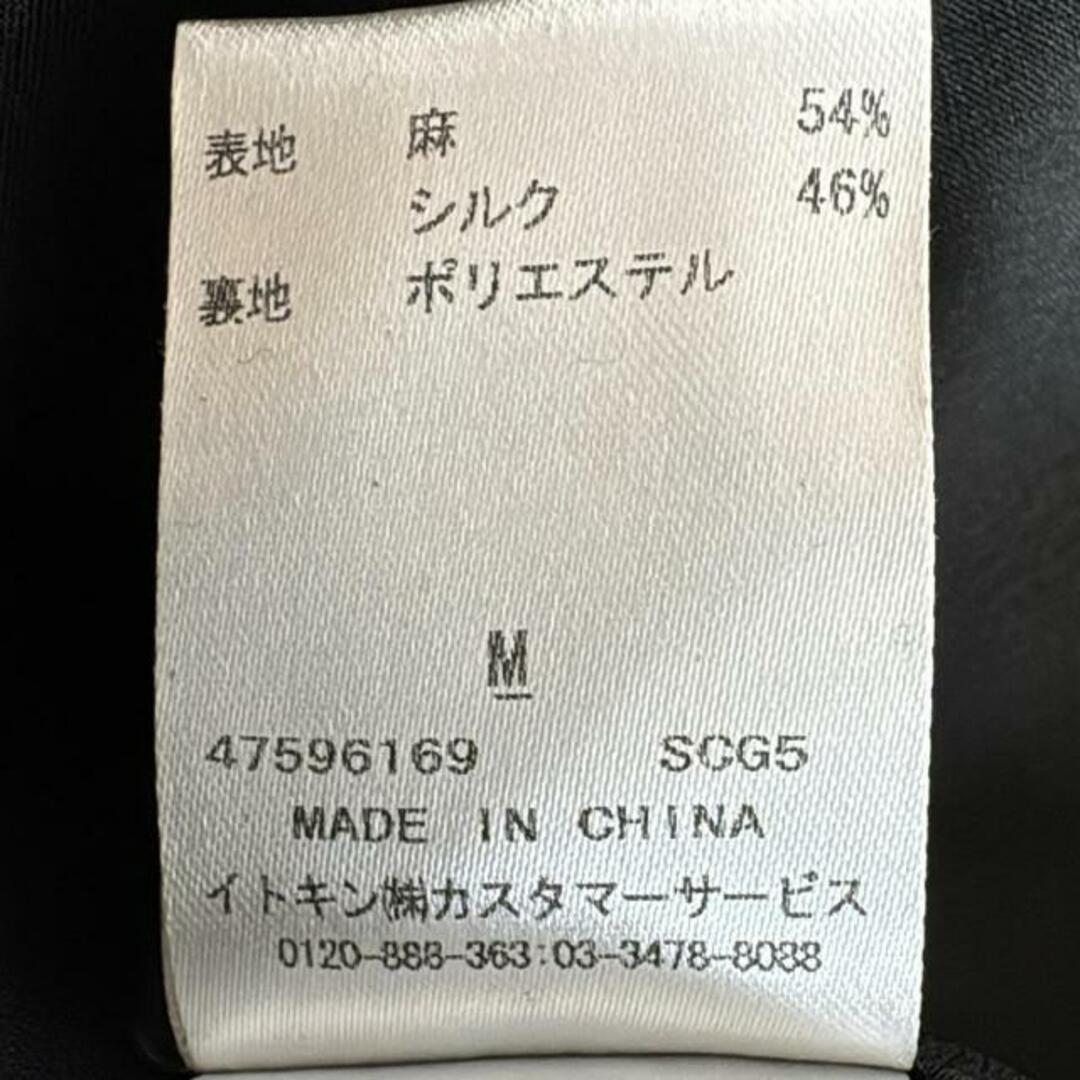 表地 麻 54%
シルク 46%
裏地 ポリエステル
M
47596169 SCG5
MADE IN CHINA
イトキン㈱カスタマーサービス
0120-888-363:03-3478-8088